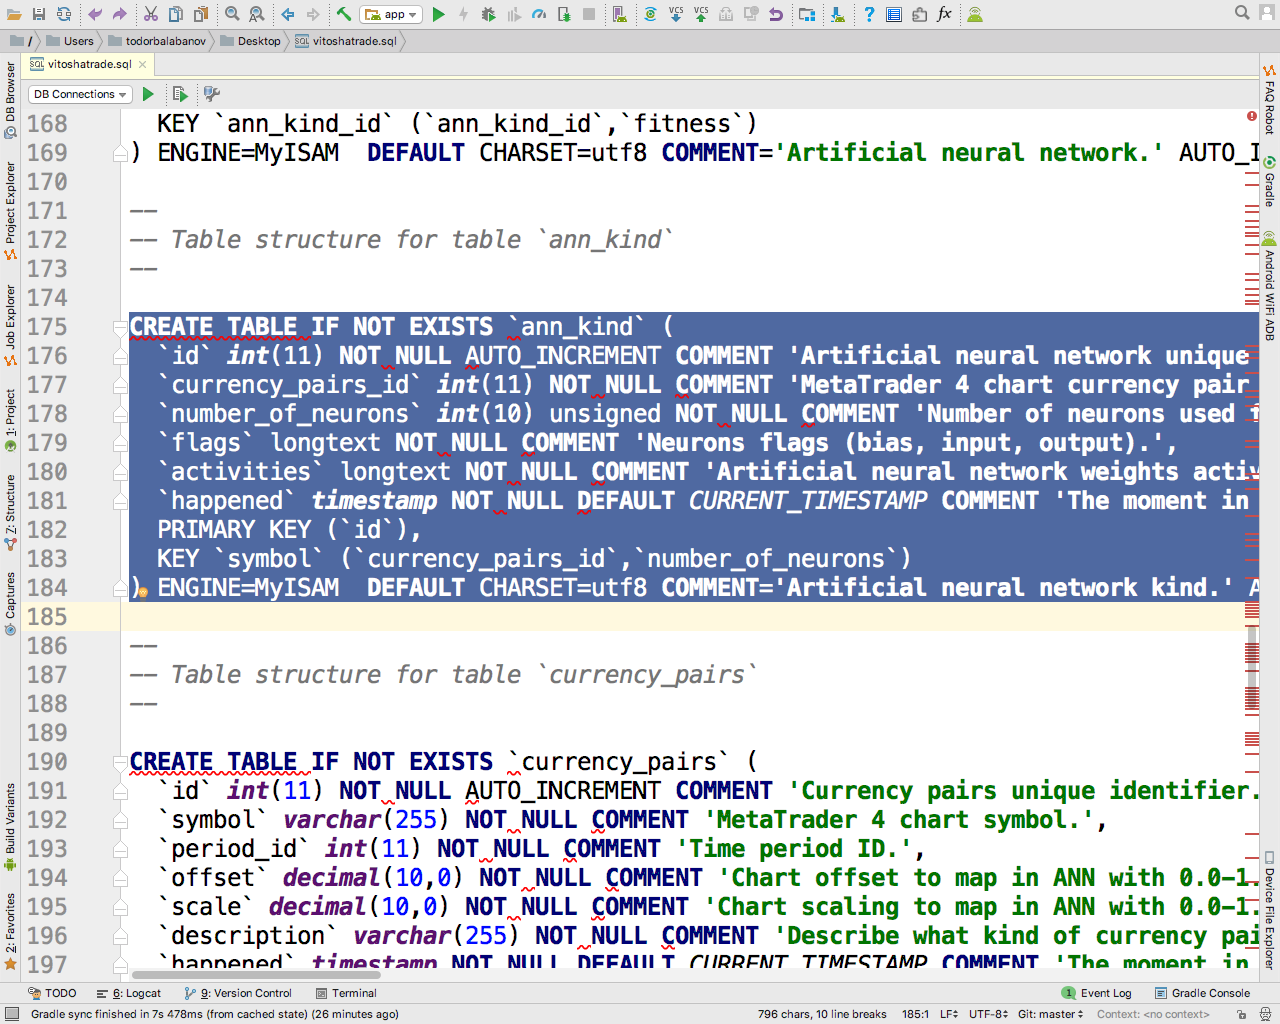 app
fx
/ Users todorbalabanov Desktop vitoshatrade.sql
vitoshatrade.sql
DB Connections
168   KEY `ann_kind_id` (`ann_kind_id`,`fitness`)
169 ) ENGINE=MyISAM  DEFAULT CHARSET=utf8 COMMENT='Artificial neural network.' AUTO_I
170
171 --
172 -- Table structure for table `ann_kind`
173 --
174
175 CREATE TABLE IF NOT EXISTS `ann_kind` (
176   `id` int(11) NOT NULL AUTO_INCREMENT COMMENT 'Artificial neural network unique
177   `currency_pairs_id` int(11) NOT NULL COMMENT 'MetaTrader 4 chart currency pair
178   `number_of_neurons` int(10) unsigned NOT NULL COMMENT 'Number of neurons used
179   `flags` longtext NOT NULL COMMENT 'Neurons flags (bias, input, output).',
180   `activities` longtext NOT NULL COMMENT 'Artificial neural network weights activ
181   `happened` timestamp NOT NULL DEFAULT CURRENT_TIMESTAMP COMMENT 'The moment in
182   PRIMARY KEY (`id`),
183   KEY `symbol` (`currency_pairs_id`,`number_of_neurons`)
184 ) ENGINE=MyISAM  DEFAULT CHARSET=utf8 COMMENT='Artificial neural network kind.' A
185
186 --
187 -- Table structure for table `currency_pairs`
188 --
189
190 CREATE TABLE IF NOT EXISTS `currency_pairs` (
191   `id` int(11) NOT NULL AUTO_INCREMENT COMMENT 'Currency pairs unique identifier.
192   `symbol` varchar(255) NOT NULL COMMENT 'MetaTrader 4 chart symbol.',
193   `period_id` int(11) NOT NULL COMMENT 'Time period ID.',
194   `offset` decimal(10,0) NOT NULL COMMENT 'Chart offset to map in ANN with 0.0-1.
195   `scale` decimal(10,0) NOT NULL COMMENT 'Chart scaling to map in ANN with 0.0-1.
196   `description` varchar(255) NOT NULL COMMENT 'Describe what kind of currency pai
197   `happened` timestamp NOT NULL DEFAULT CURRENT_TIMESTAMP COMMENT 'The moment in
DB Browser
Project Explorer
Job Explorer
1: Project
7: Structure
Captures
Build Variants
2: Favorites
FAQ Robot
Gradle
Android WiFi ADB
Device File Explorer
TODO 6: Logcat 9: Version Control Terminal 1 Event Log Gradle Console
Gradle sync finished in 7s 478ms (from cached state) (26 minutes ago) 796 chars, 10 line breaks 185:1 LF UTF-8 Git: master Context: <no context>